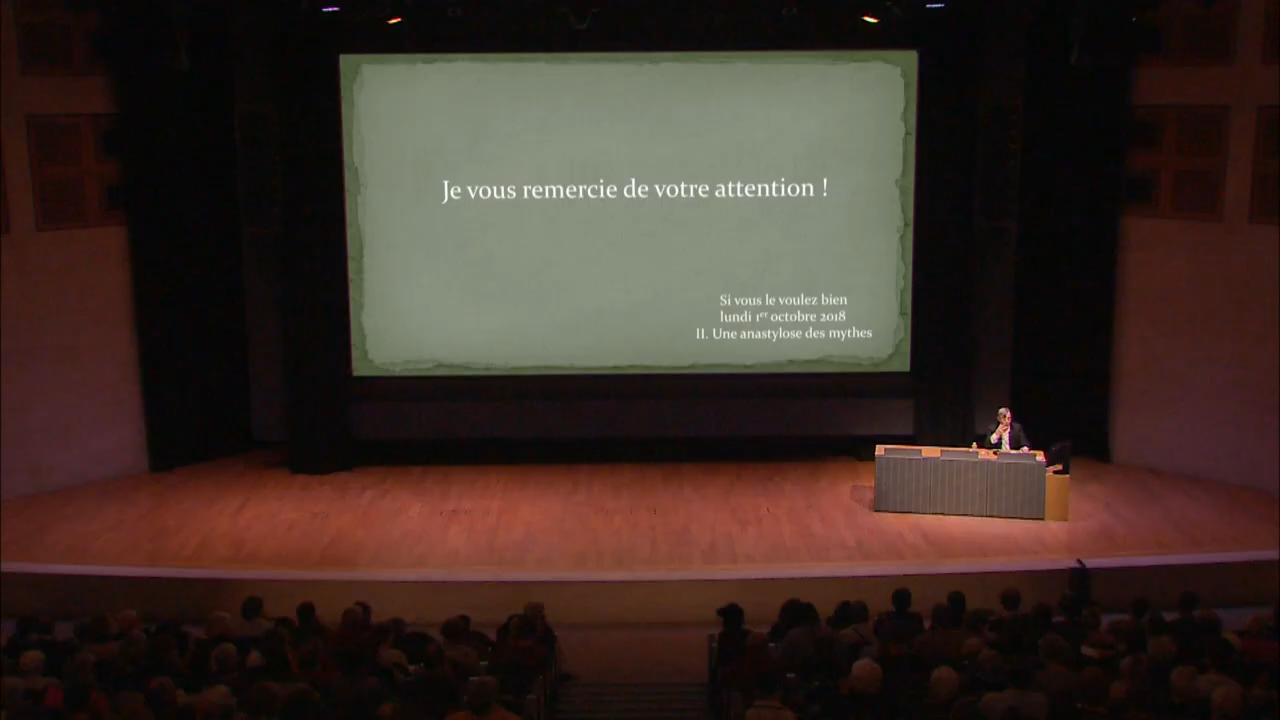 Je vous remercie de votre attention !
Si vous le voulez bien
lundi 1er octobre 2018
II. Une anastylose des mythes